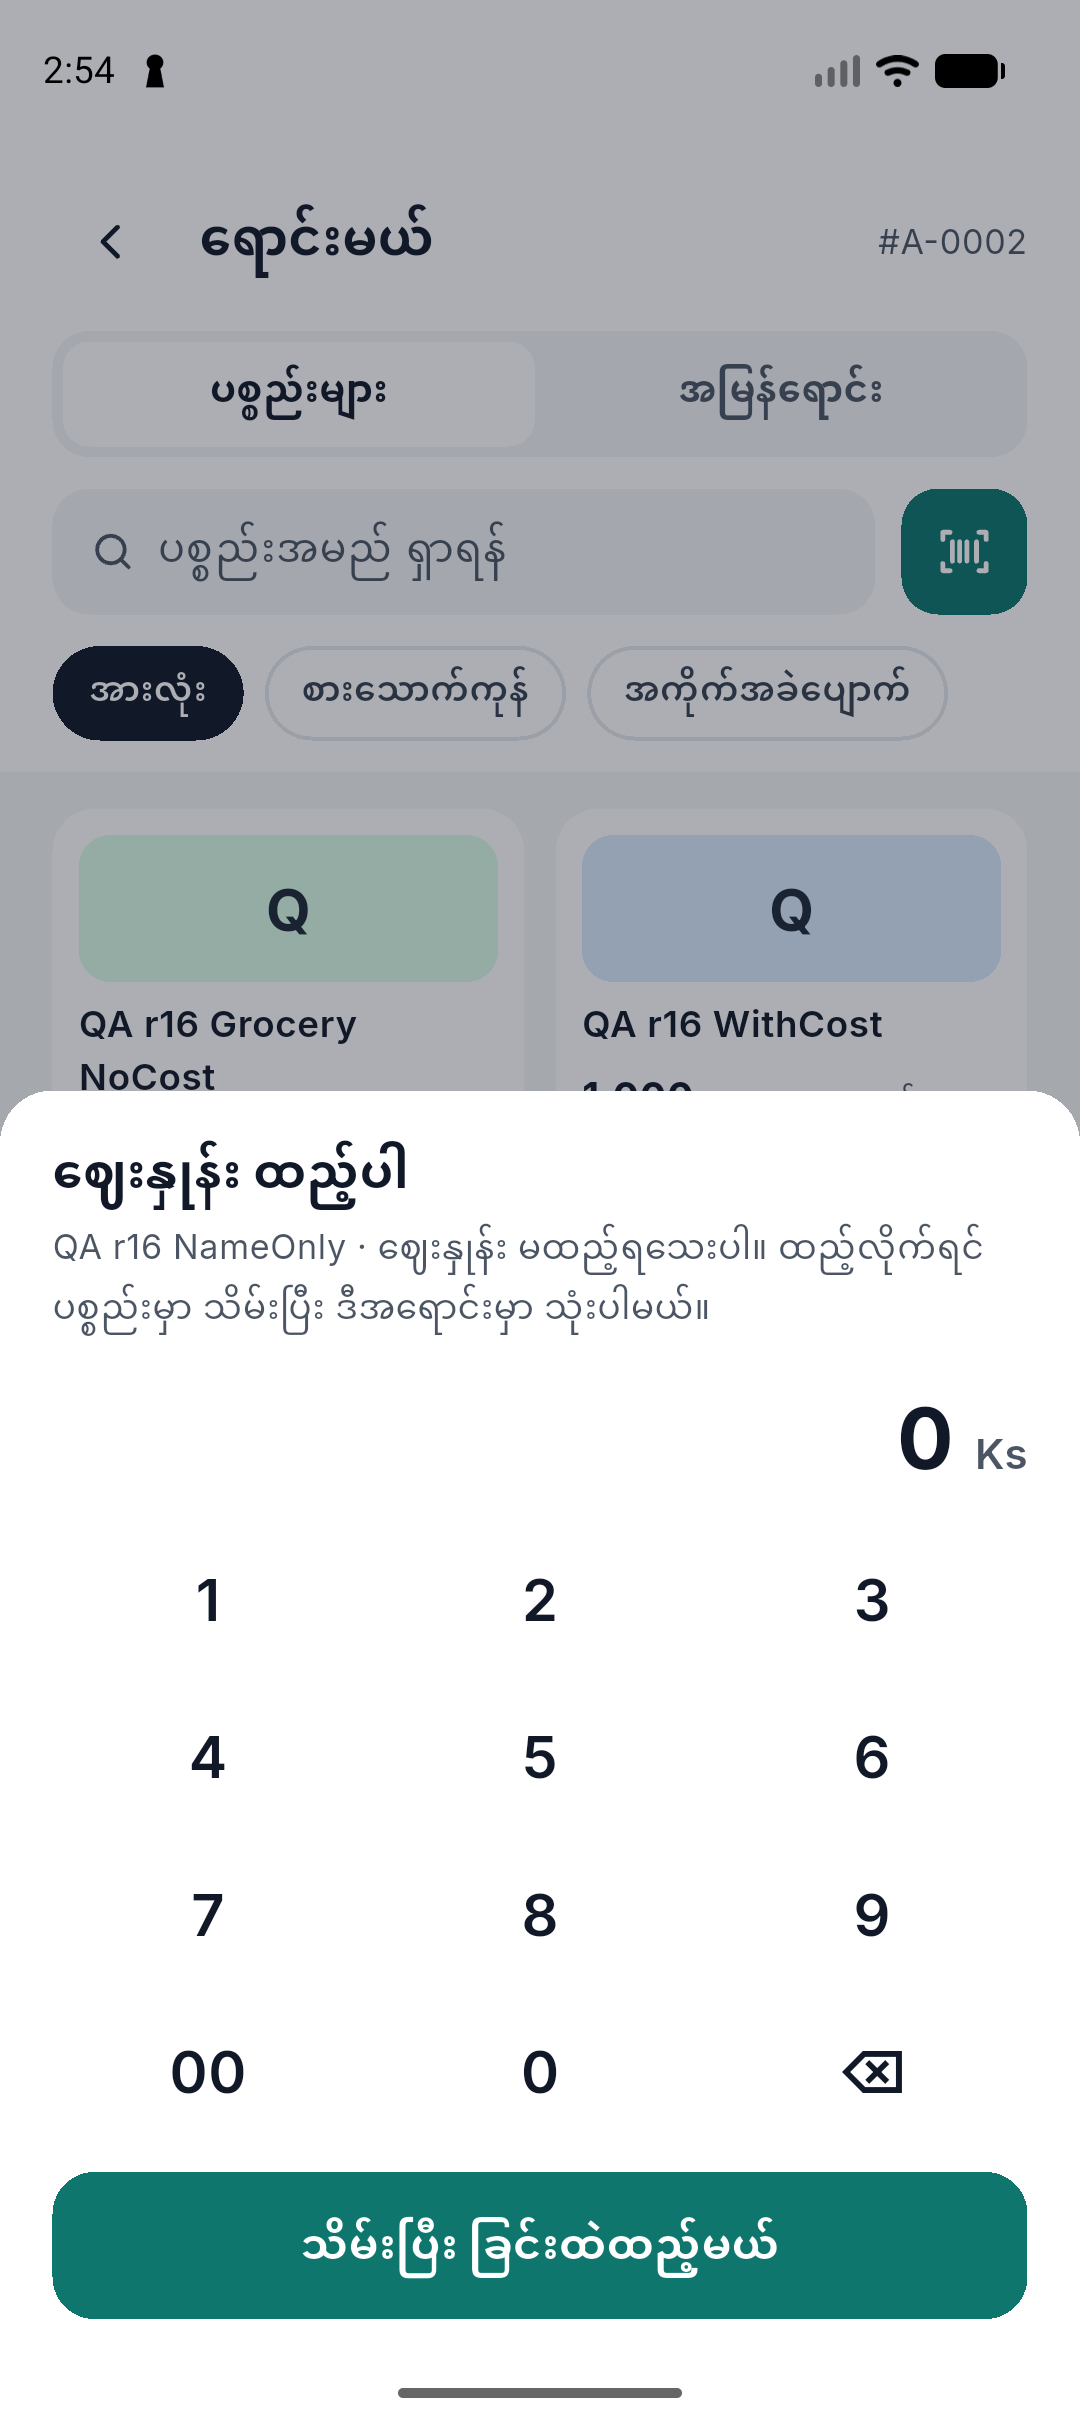 2:54
ရောင်းမယ်
#A-0002
ပစ္စည်းများ
အမြန်ရောင်း
ပစ္စည်းအမည် ရှာရန်
အားလုံး
စားသောက်ကုန်
အကိုက်အခဲပျောက်
Q
Q
QA r16 Grocery
NoCost
QA r16 WithCost
ဈေးနှုန်း ထည့်ပါ
QA r16 NameOnly · ဈေးနှုန်း မထည့်ရသေးပါ။ ထည့်လိုက်ရင်
ပစ္စည်းမှာ သိမ်းပြီး ဒီအရောင်းမှာ သုံးပါမယ်။
0 Ks
1 2 3
4 5 6
7 8 9
00 0
သိမ်းပြီး ခြင်းထဲထည့်မယ်